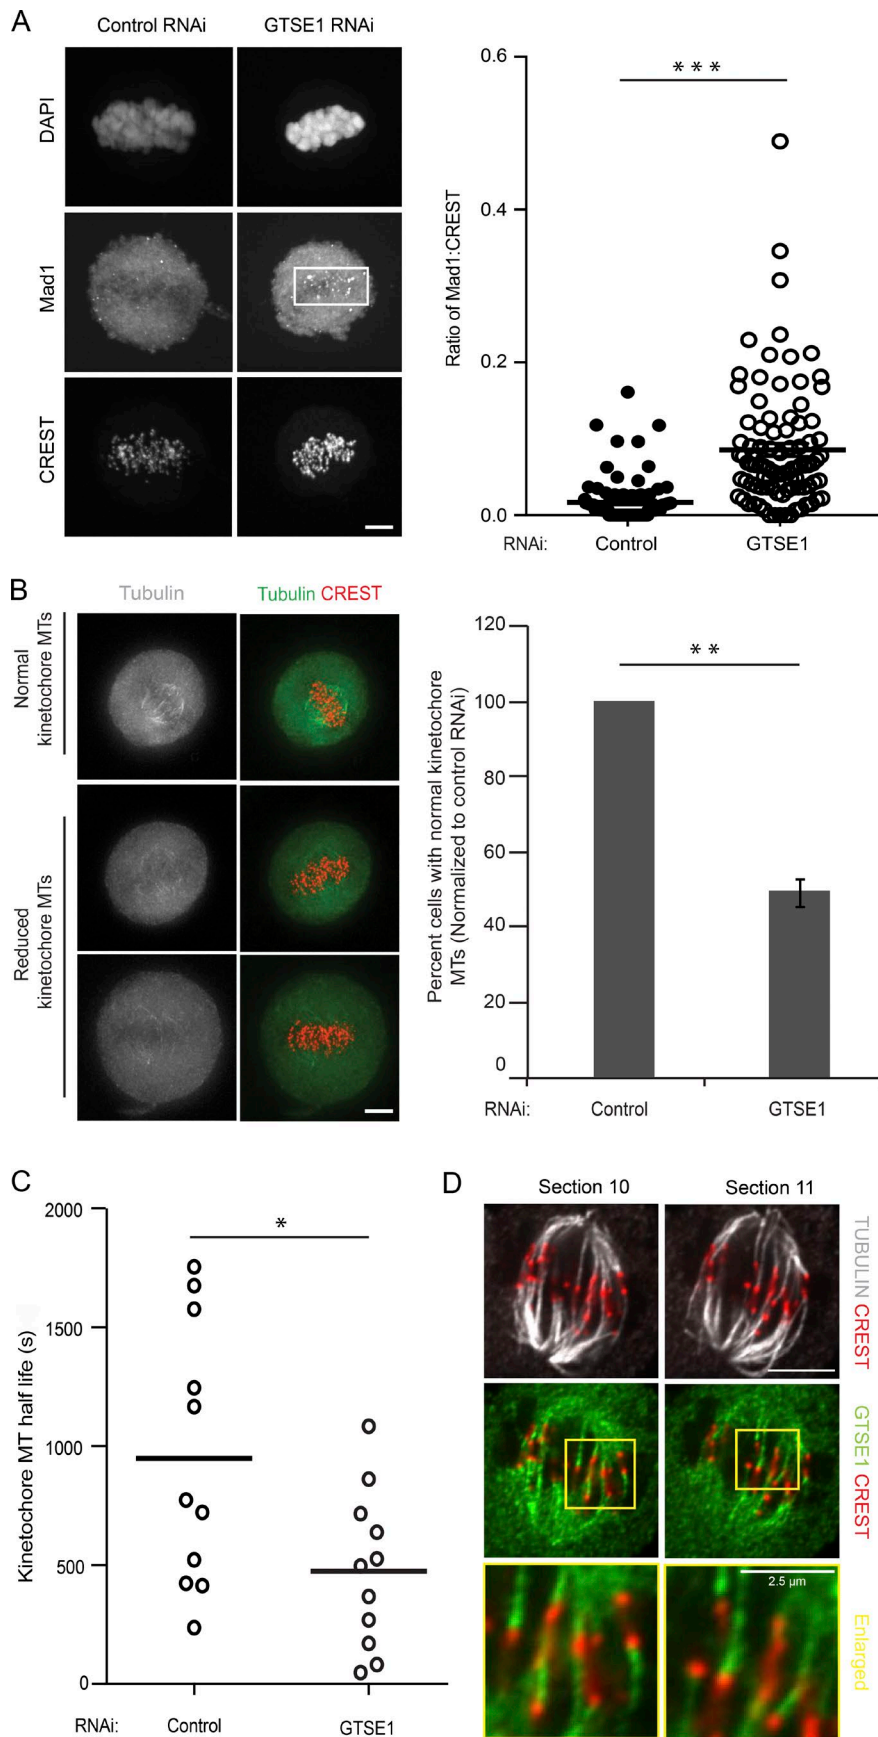 A
Control RNAi
GTSE1 RNAi
DAPI
Mad1
CREST
Ratio of Mad1:CREST
0.6
0.4
0.2
0.0
***
RNAi:
Control
GTSE1
B
Tubulin
Tubulin CREST
Normal
kinetochore MTs
Reduced
kinetochore MTs
Percent cells with normal kinetochore
MTs (Normalized to control RNAi)
120
100
80
60
40
20
0
**
RNAi:
Control
GTSE1
C
Kinetochore MT half life (s)
2000
1500
1000
500
0
*
RNAi:
Control
GTSE1
D
Section 10
Section 11
TUBULIN CREST
GTSE1 CREST
Enlarged
2.5 µm